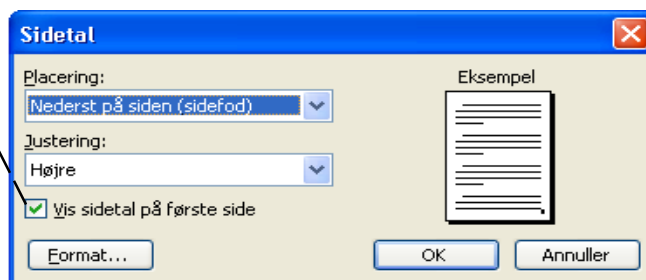 Sidetal
Placering:
Eksempel
Nederst på siden (sidefod)
Justering:
Højre
Vis sidetal på første side
Format...
OK
Annuller